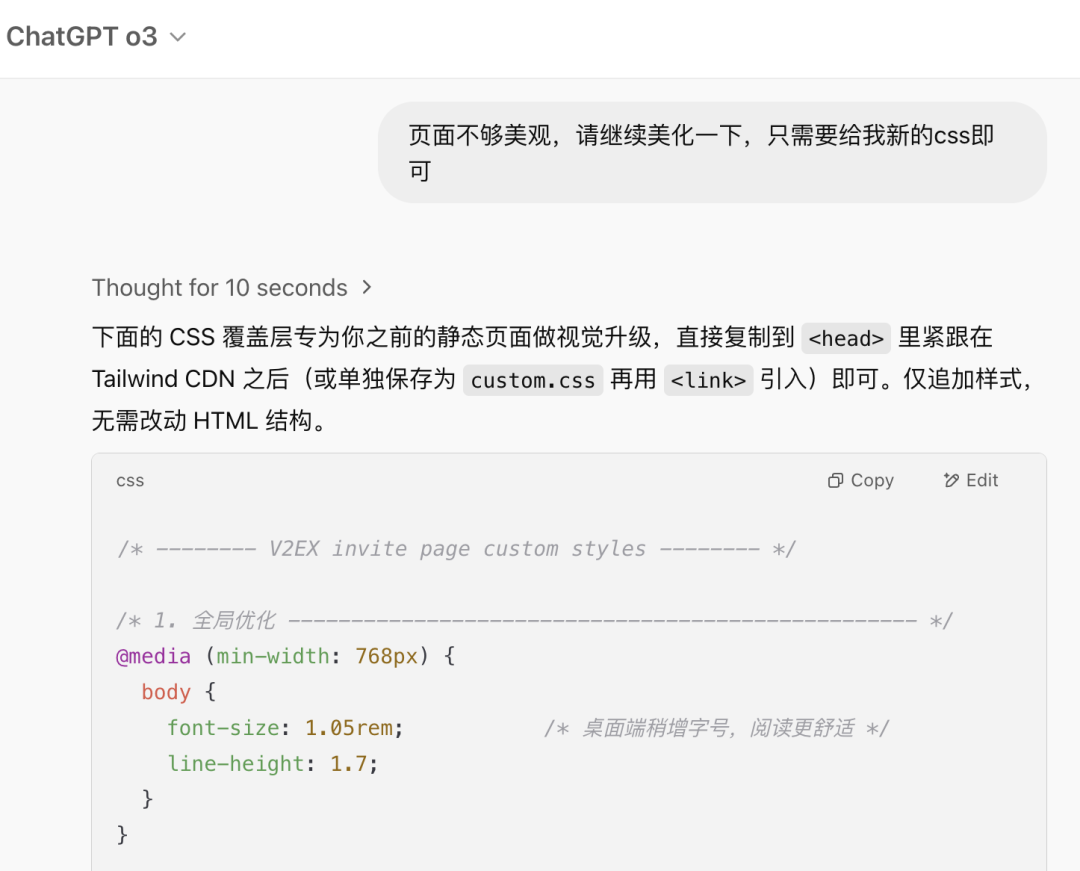 ChatGPT o3
页面不够美观，请继续美化一下，只需要给我新的css即
可
Thought for 10 seconds
下面的 CSS 覆盖层专为你之前的静态页面做视觉升级，直接复制到 <head> 里紧跟在
Tailwind CDN 之后（或单独保存为 custom.css 再用 <link> 引入）即可。仅追加样式，
无需改动 HTML 结构。
css Copy Edit
/* -------- V2EX invite page custom styles -------- */
/* 1. 全局优化 -------------------------------------------------- */
@media (min-width: 768px) {
  body {
    font-size: 1.05rem;           /* 桌面端稍增字号，阅读更舒适 */
    line-height: 1.7;
  }
}